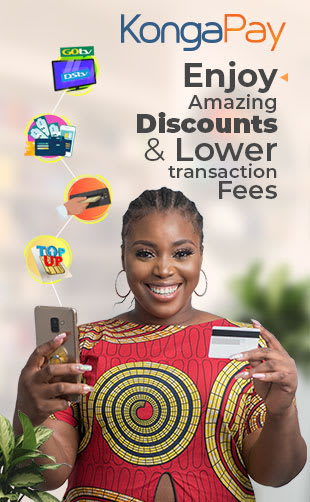 KongaPay
Enjoy
Amazing
Discounts
& Lower
transaction
Fees
GOtv
DStv
TOP
UP